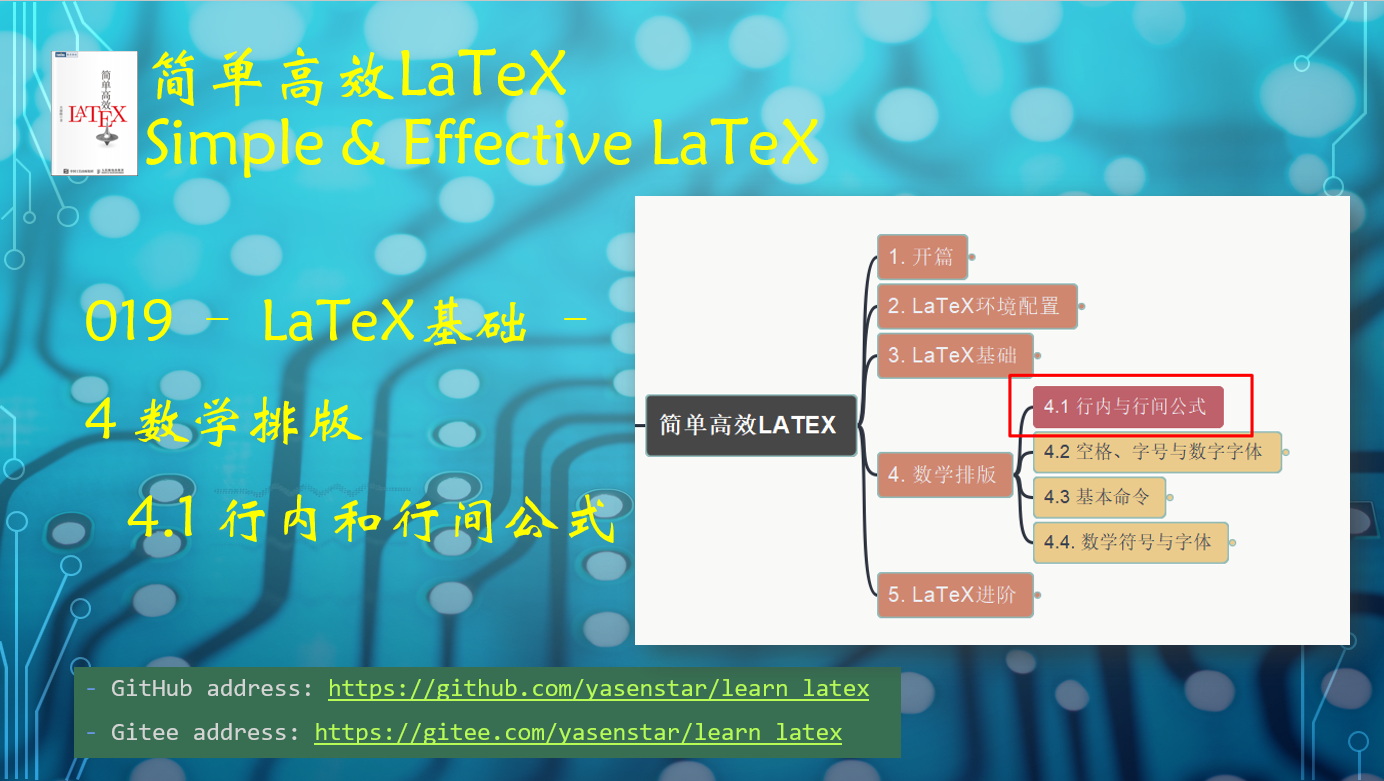 简单高效LaTeX
Simple & Effective LaTeX
简单高效
LATEX
019 - LaTeX基础 -
4 数学排版
4.1 行内和行间公式
简单高效LATEX
1. 开篇
2. LaTeX环境配置
3. LaTeX基础
4. 数学排版
4.1 行内与行间公式
4.2 空格、字号与数字字体
4.3 基本命令
4.4. 数学符号与字体
5. LaTeX进阶
- GitHub address: https://github.com/yasenstar/learn_latex
- Gitee address: https://gitee.com/yasenstar/learn_latex